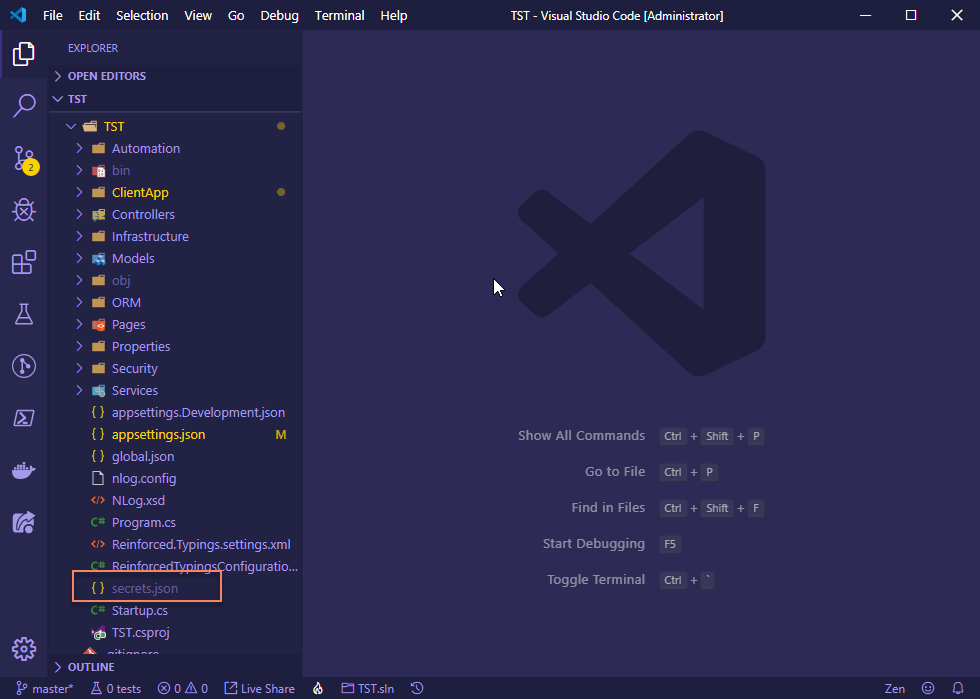 File Edit Selection View Go Debug Terminal Help TST - Visual Studio Code [Administrator]
EXPLORER
OPEN EDITORS
TST
TST
Automation
bin
2
ClientApp
Controllers
Infrastructure
Models
obj
ORM
Pages
Properties
Security
Services
{ } appsettings.Development.json
{ } appsettings.json M
{ } global.json
nlog.config
<> NLog.xsd
C# Program.cs
<> Reinforced.Typings.settings.xml
C# ReinforcedTypingsConfiguratio...
{ } secrets.json
C# Startup.cs
TST.csproj
.gitignore
OUTLINE
Show All Commands Ctrl + Shift + P
Go to File Ctrl + P
Find in Files Ctrl + Shift + F
Start Debugging F5
Toggle Terminal Ctrl + `
master* 0 tests 0 0 Live Share TST.sln Zen